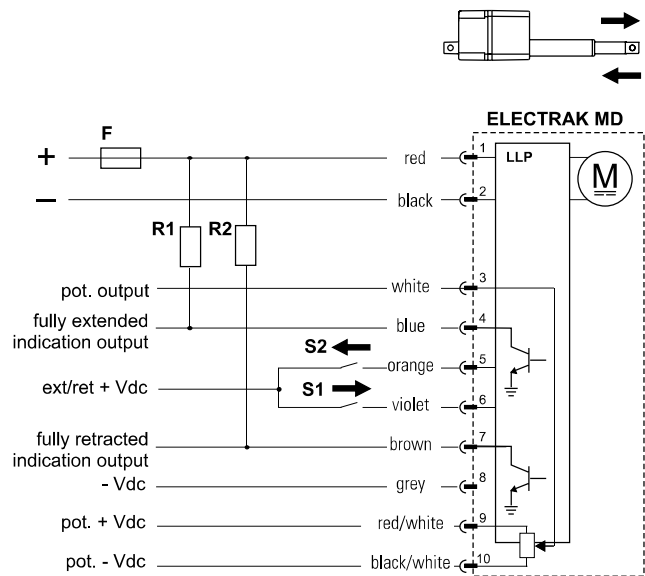 ELECTRAK MD
F
+
red
1
LLP
M
−
black
2
R1
R2
pot. output
white
3
fully extended
indication output
blue
4
S2
orange
5
ext/ret + Vdc
S1
violet
6
fully retracted
indication output
brown
7
- Vdc
grey
8
pot. + Vdc
red/white
9
pot. - Vdc
black/white
10